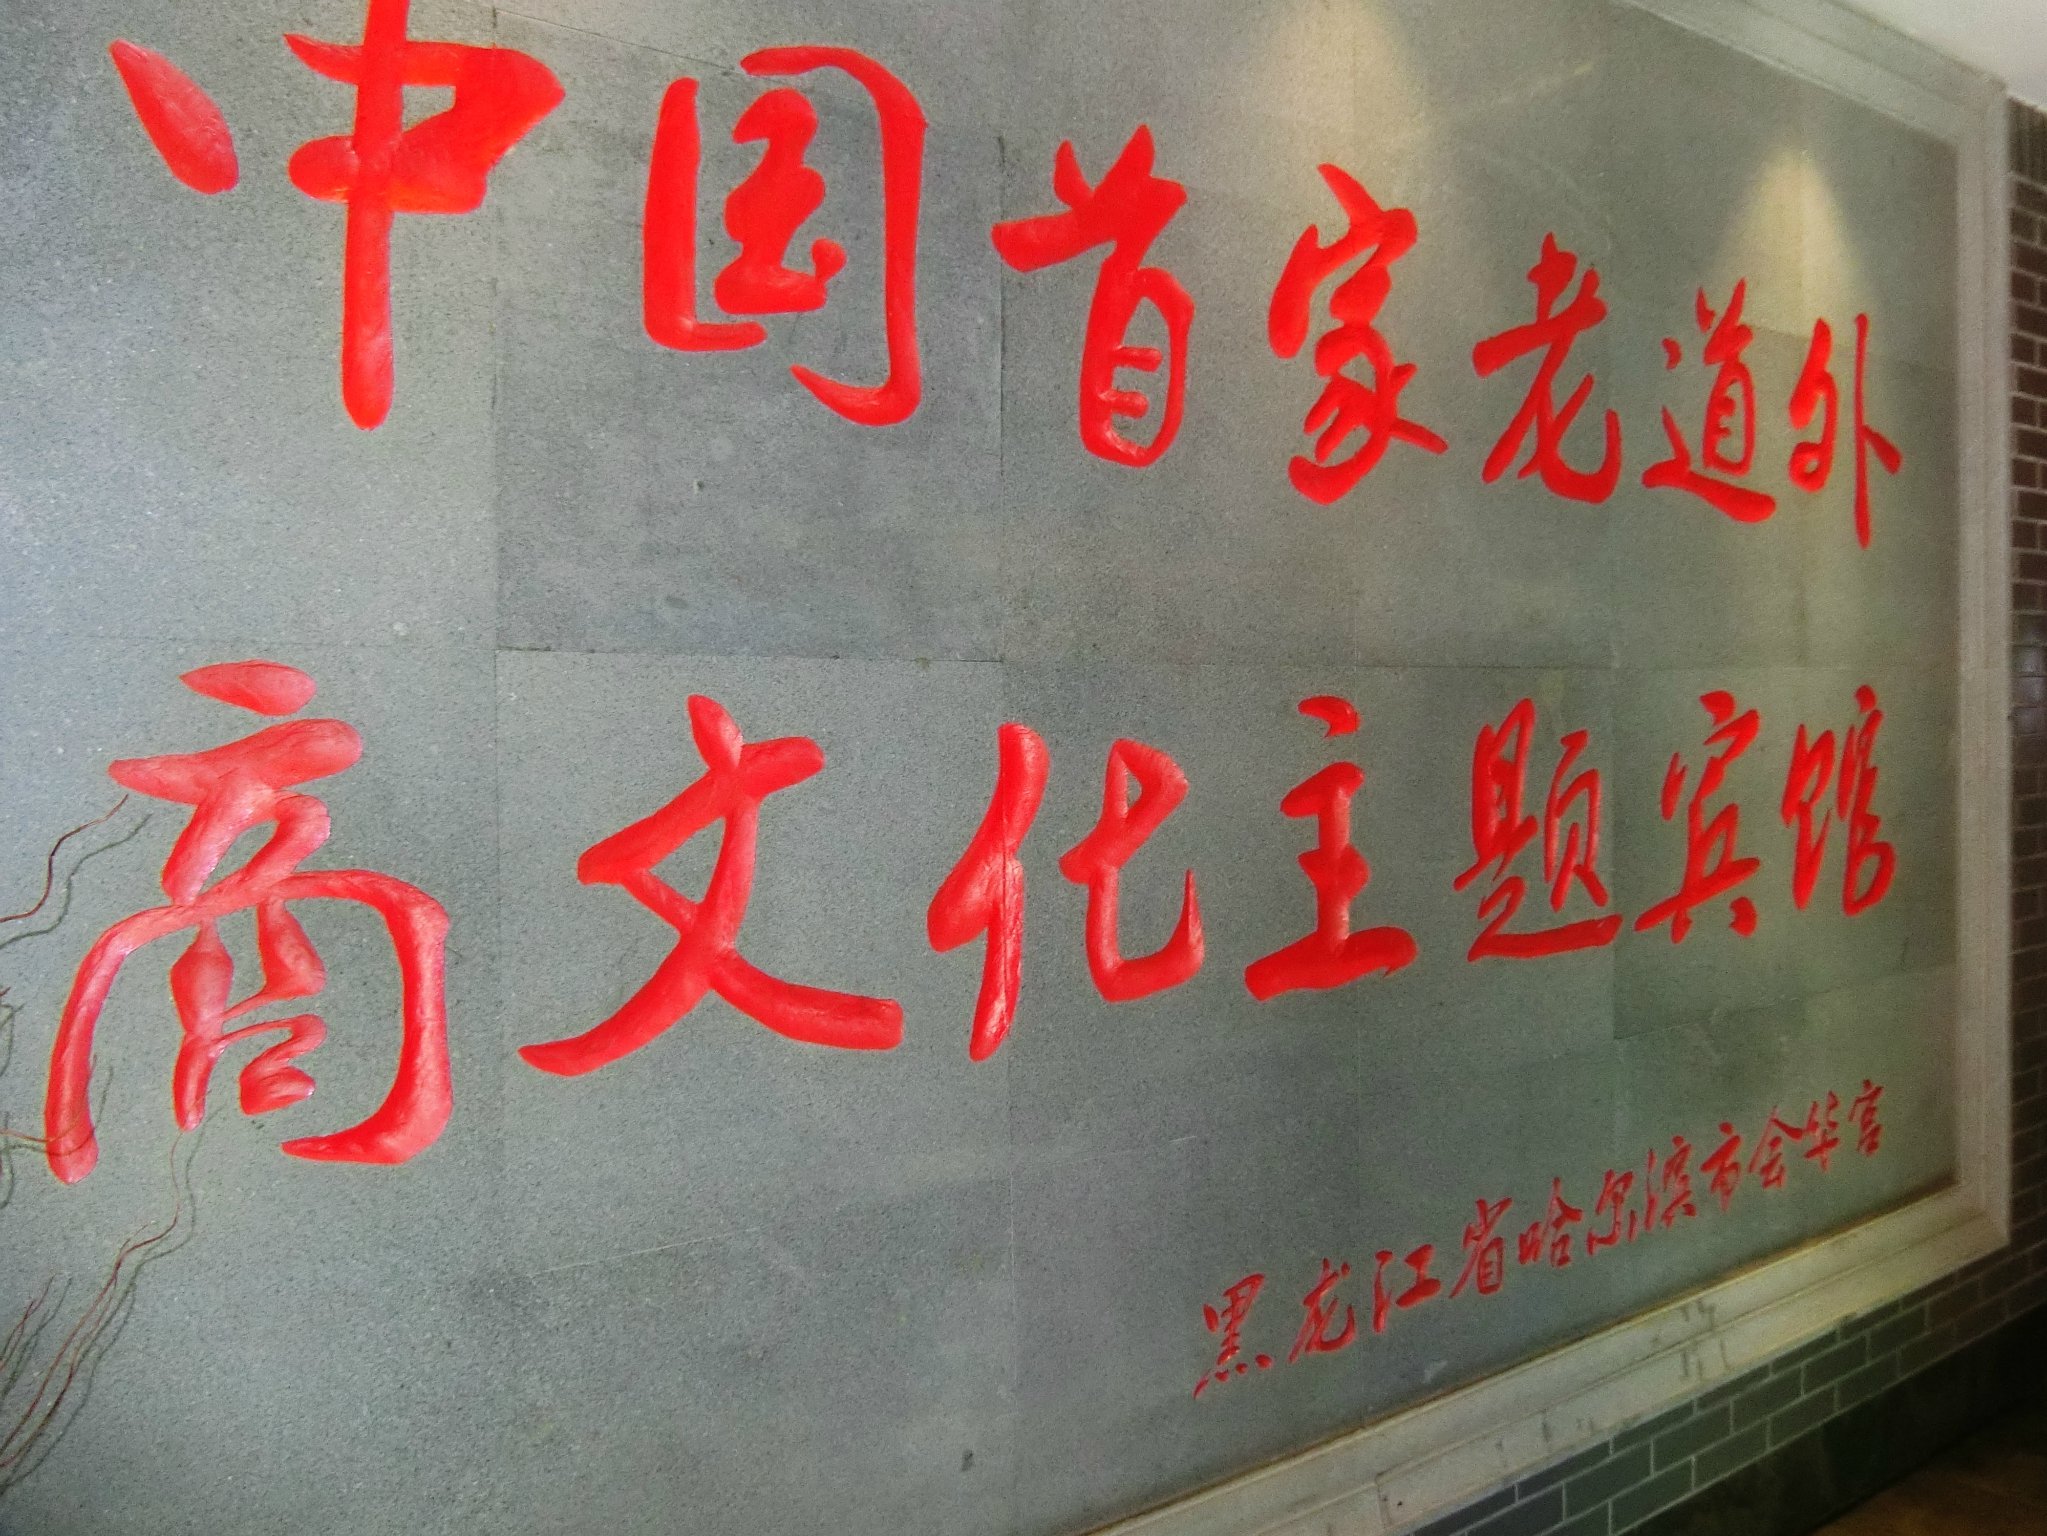 中国首家老道外
商文化主题宾馆
黑龙江省哈尔滨市会华宫